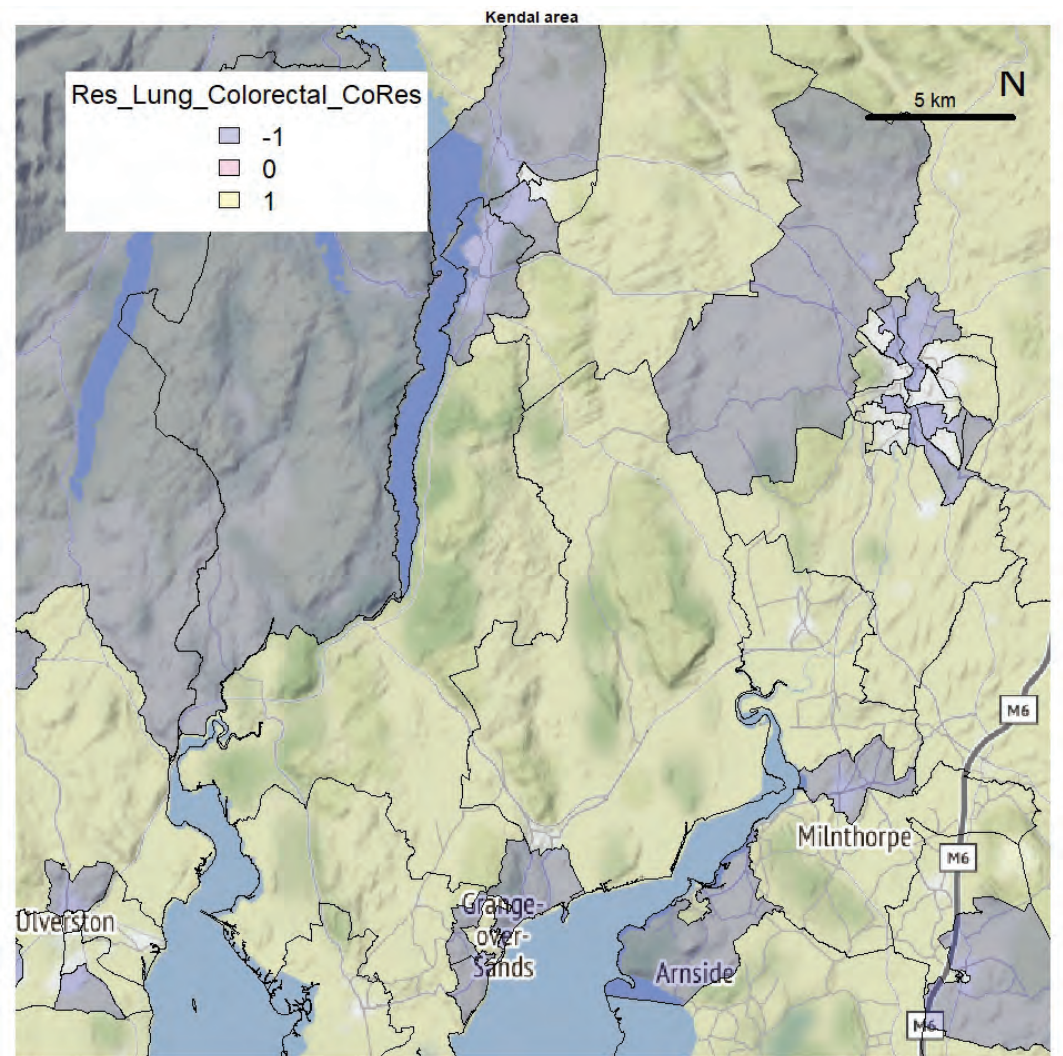 Kendal area
Res_Lung_Colorectal_CoRes
-1
0
1
N
5 km
M6
Milnthorpe
M6
Ulverston
Grange-
over-
Sands
Arnside
M6